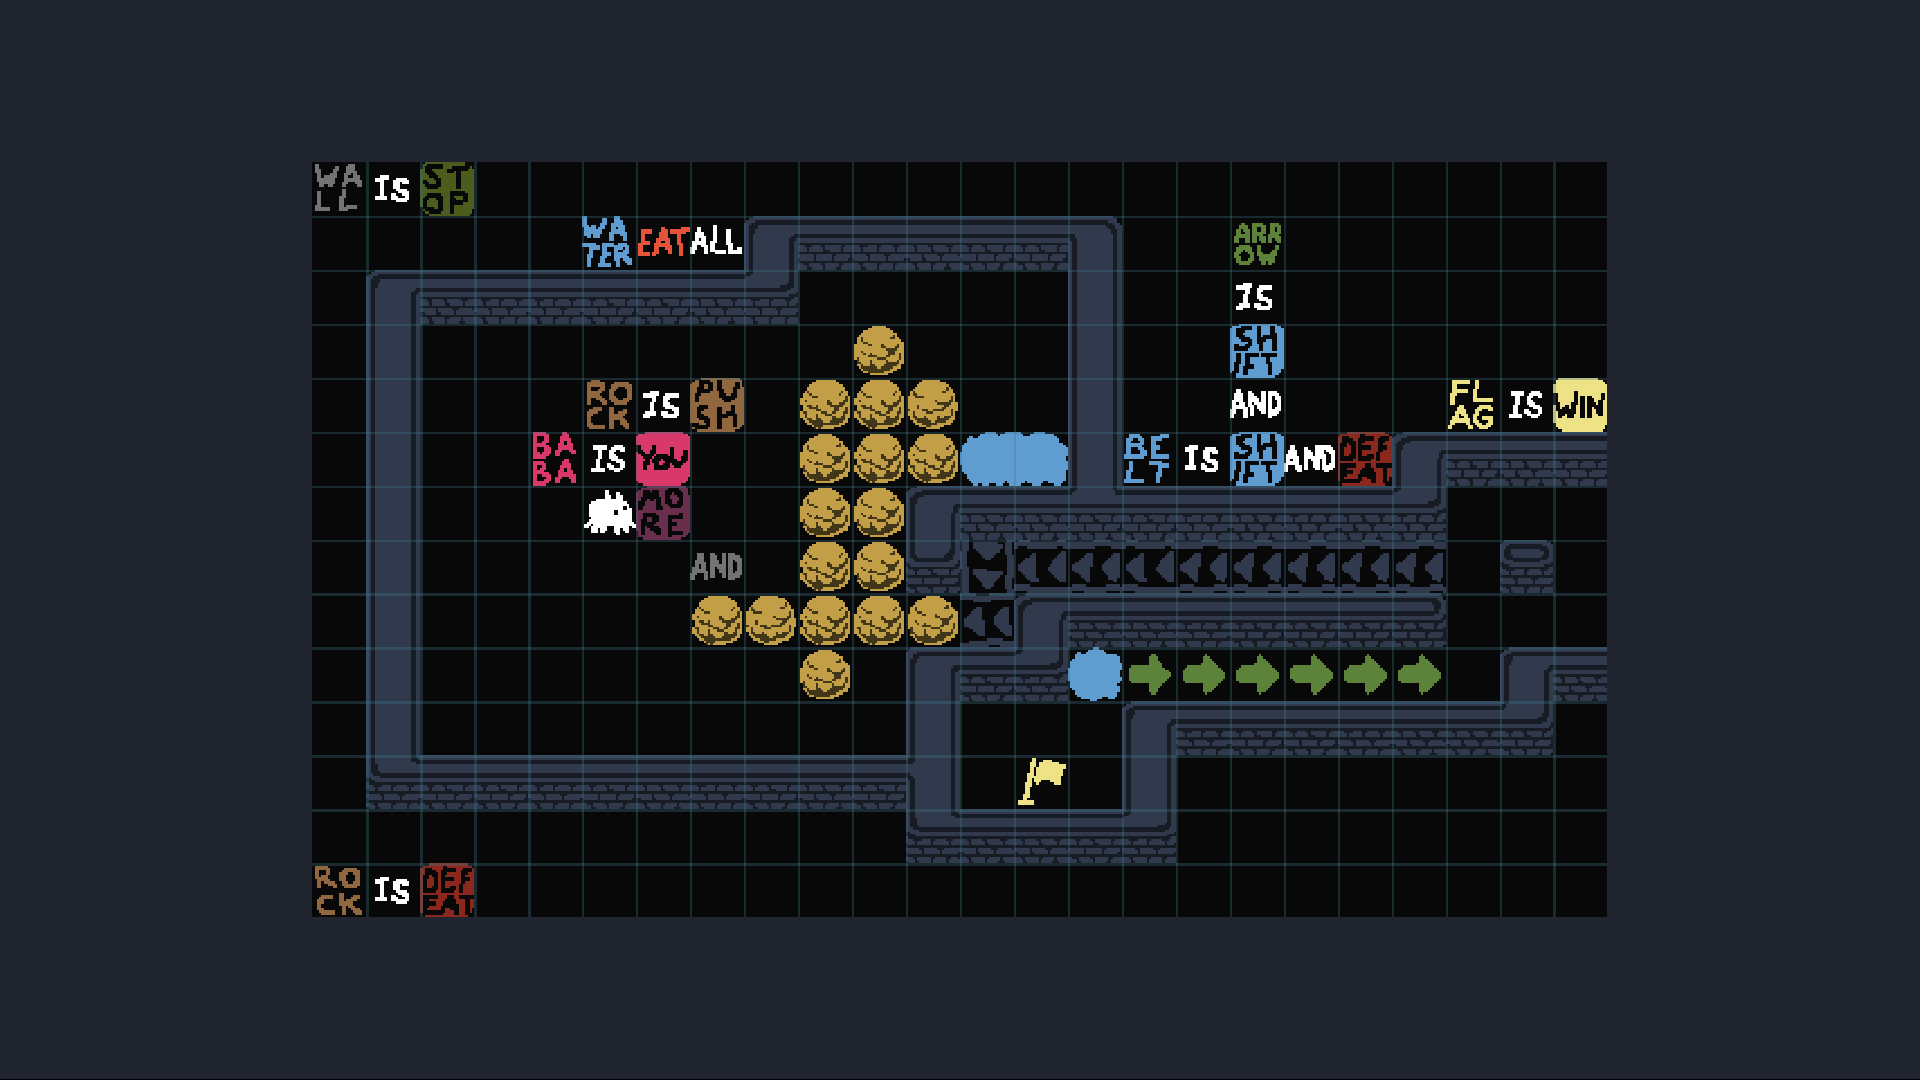 WALL IS STOP
WATER EAT ALL
ARROW
IS
SHIFT
ROCK IS PUSH
AND
FLAG IS WIN
BABA IS YOU
BELT IS SHIFT AND DEFEAT
MORE
AND
ROCK IS DEFEAT